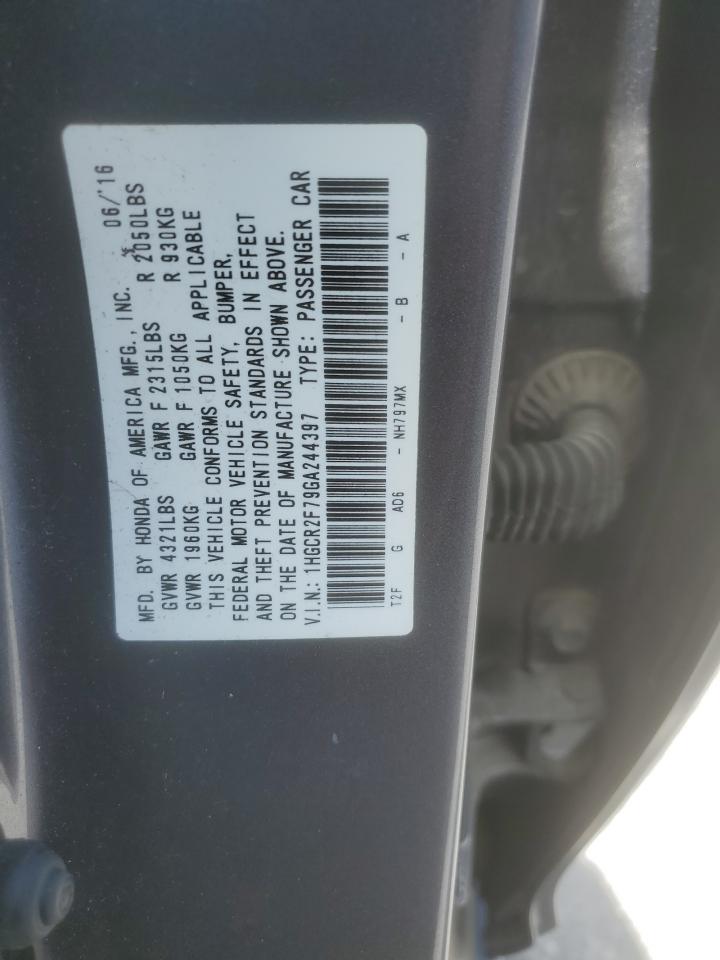 MFD. BY HONDA OF AMERICA MFG., INC. 06/'16
GVWR 4321LBS GAWR F 2315LBS R 2050LBS
GVWR 1960KG GAWR F 1050KG R 930KG
THIS VEHICLE CONFORMS TO ALL APPLICABLE
FEDERAL MOTOR VEHICLE SAFETY, BUMPER,
AND THEFT PREVENTION STANDARDS IN EFFECT
ON THE DATE OF MANUFACTURE SHOWN ABOVE.
V.I.N.: 1HGCR2F79GA244397 TYPE: PASSENGER CAR
T2F G AD6 - NH797MX - B - A